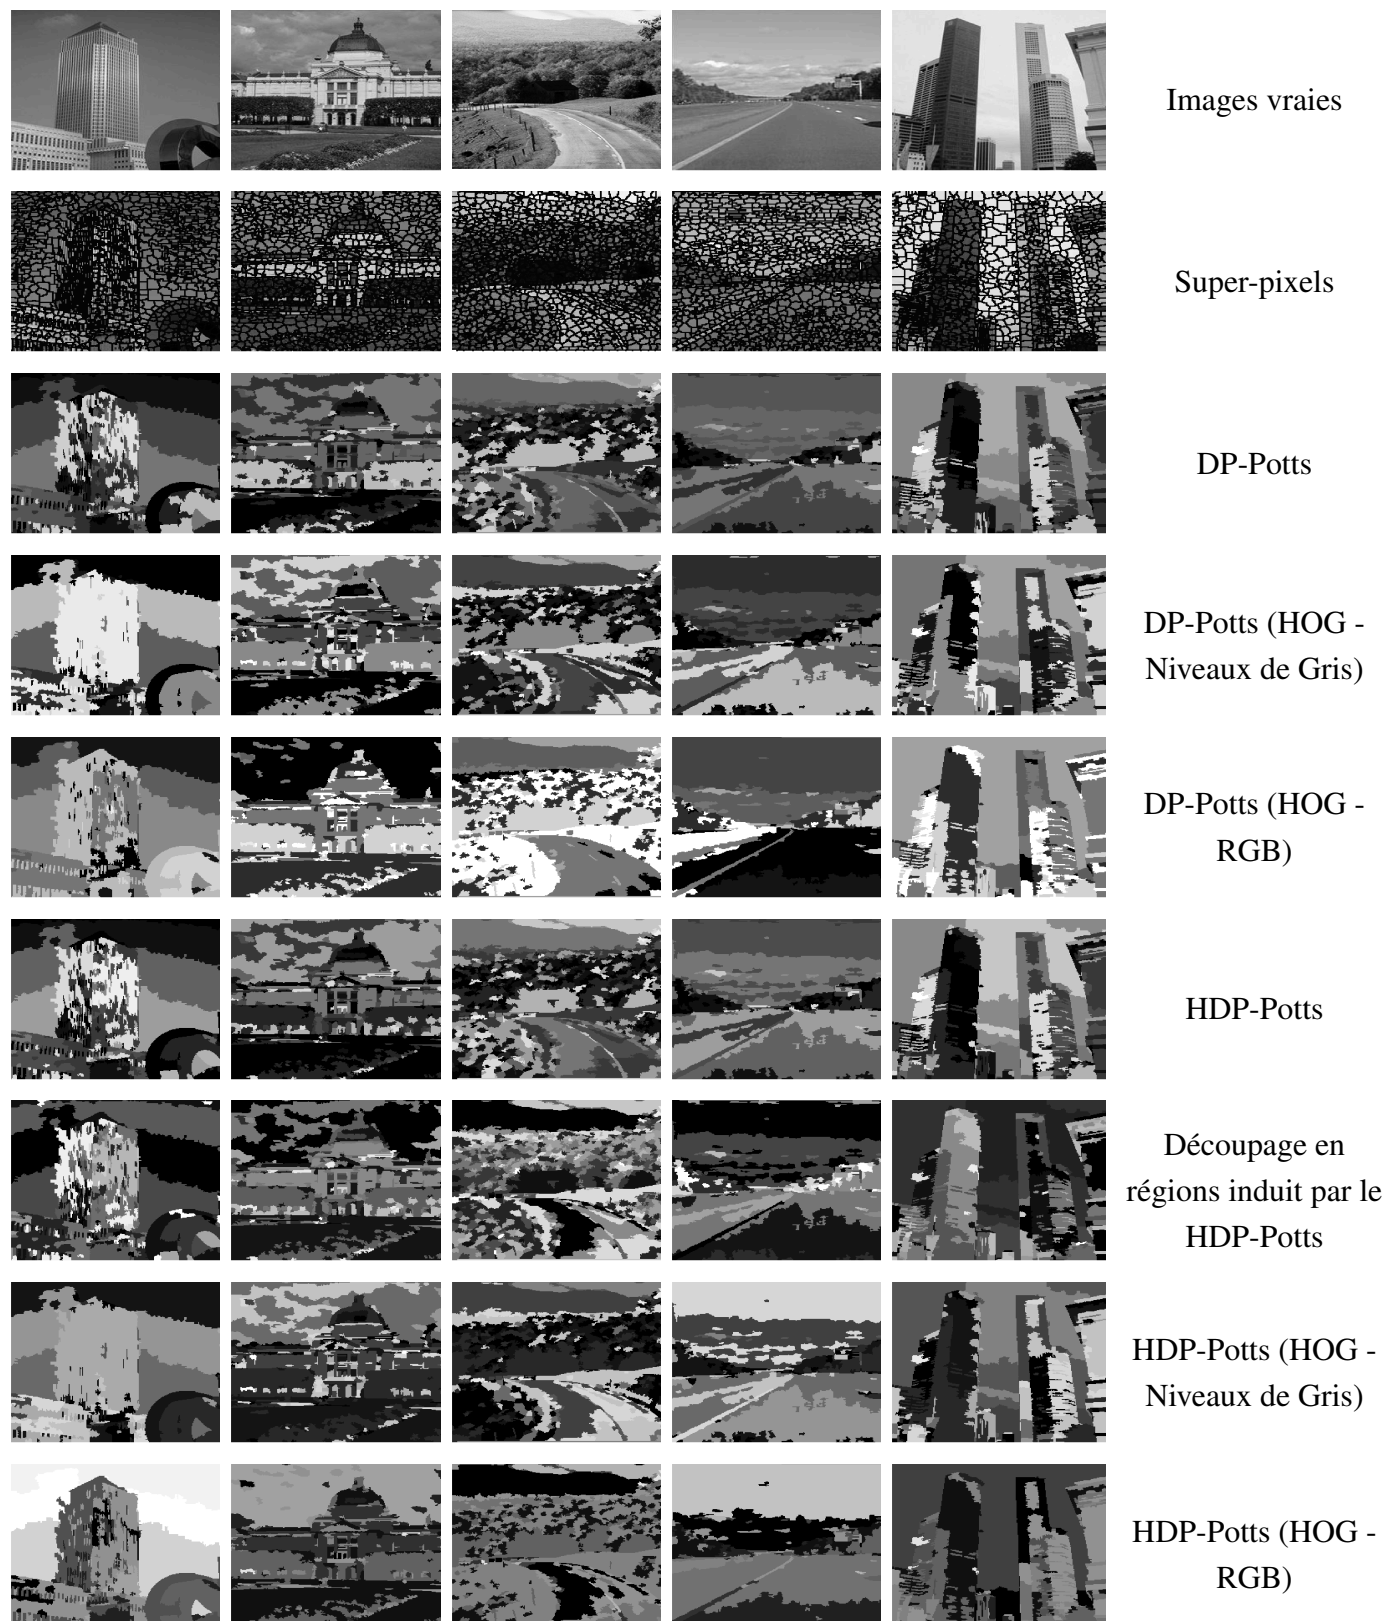 Images vraies
Super-pixels
DP-Potts
DP-Potts (HOG -
Niveaux de Gris)
DP-Potts (HOG -
RGB)
HDP-Potts
Découpage en
régions induit par le
HDP-Potts
HDP-Potts (HOG -
Niveaux de Gris)
HDP-Potts (HOG -
RGB)